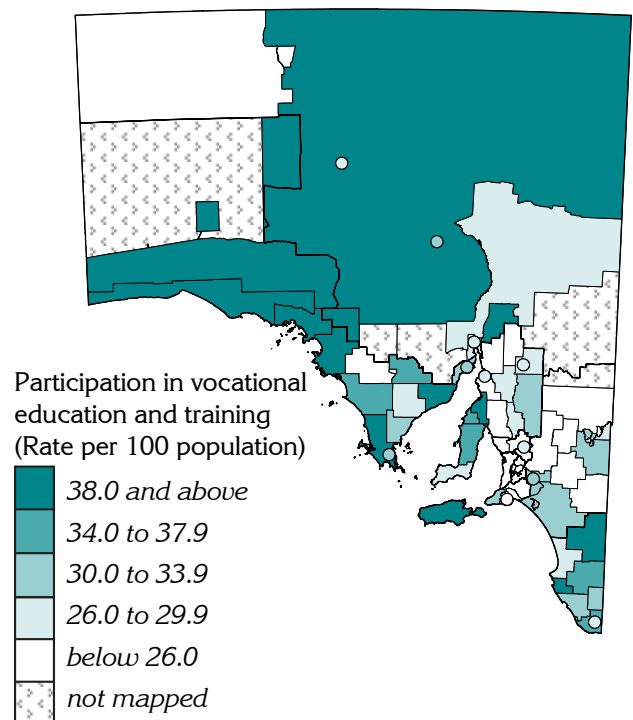 Participation in vocational
education and training
(Rate per 100 population)
38.0 and above
34.0 to 37.9
30.0 to 33.9
26.0 to 29.9
below 26.0
not mapped